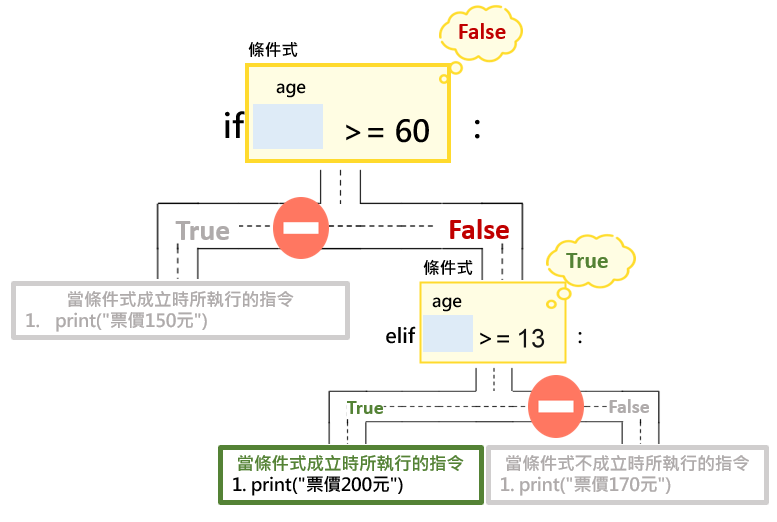 False
條件式
age
if >= 60 :
True
False
True
條件式
當條件式成立時所執行的指令
1. print("票價150元")
age
elif >= 13 :
True
False
當條件式成立時所執行的指令
1. print("票價200元")
當條件式不成立時所執行的指令
1. print("票價170元")